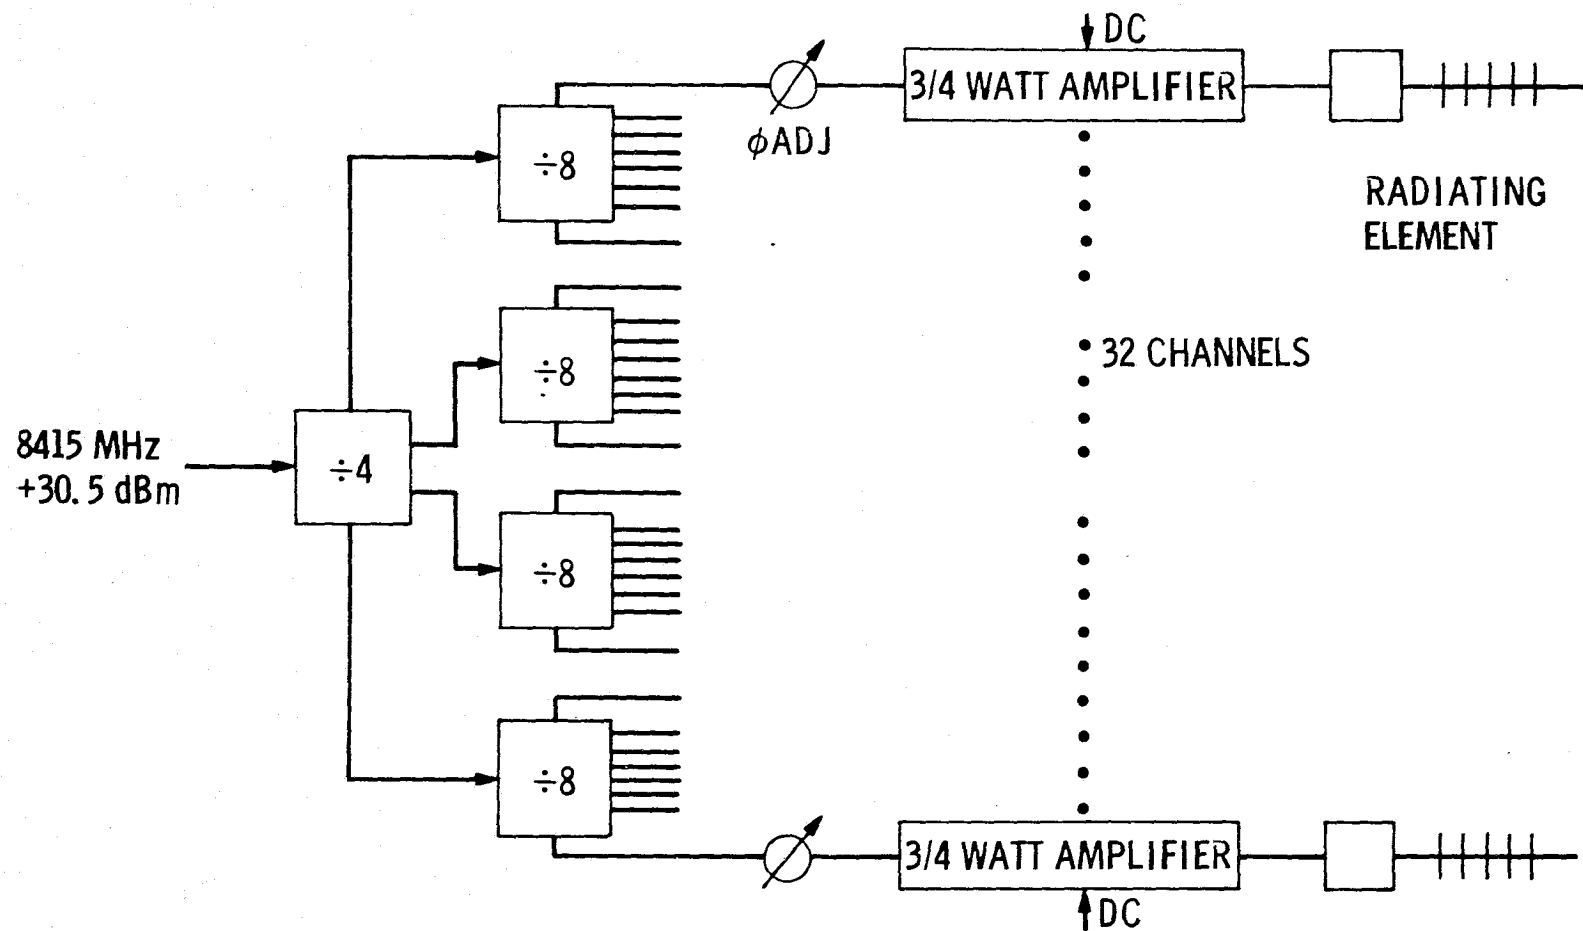 DC
3/4 WATT AMPLIFIER
÷8
φADJ
RADIATING
ELEMENT
÷8
32 CHANNELS
8415 MHz
+30.5 dBm
÷4
÷8
÷8
3/4 WATT AMPLIFIER
DC